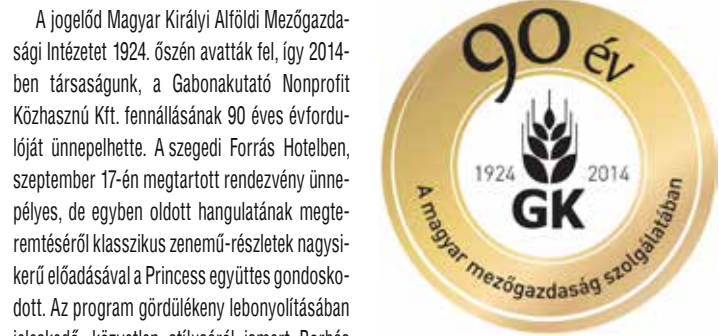 A jogelőd Magyar Királyi Alföldi Mezőgazda-
sági Intézetet 1924. őszén avatták fel, így 2014-
ben társaságunk, a Gabonakutató Nonprofit
Közhasznú Kft. fennállásának 90 éves évfordu-
lóját ünnepelhette. A szegedi Forrás Hotelben,
szeptember 17-én megtartott rendezvény ünne-
pélyes, de egyben oldott hangulatának megte-
remtéséről klasszikus zenemű-részletek nagysi-
kerű előadásával a Princess együttes gondosko-
dott. Az program gördülékeny lebonyolításában
90 év
1924 2014
GK
A magyar mezőgazdaság szolgálatában